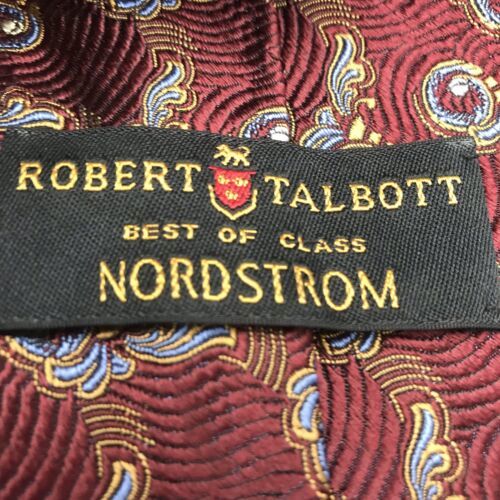 ROBERT TALBOTT
BEST OF CLASS
NORDSTROM